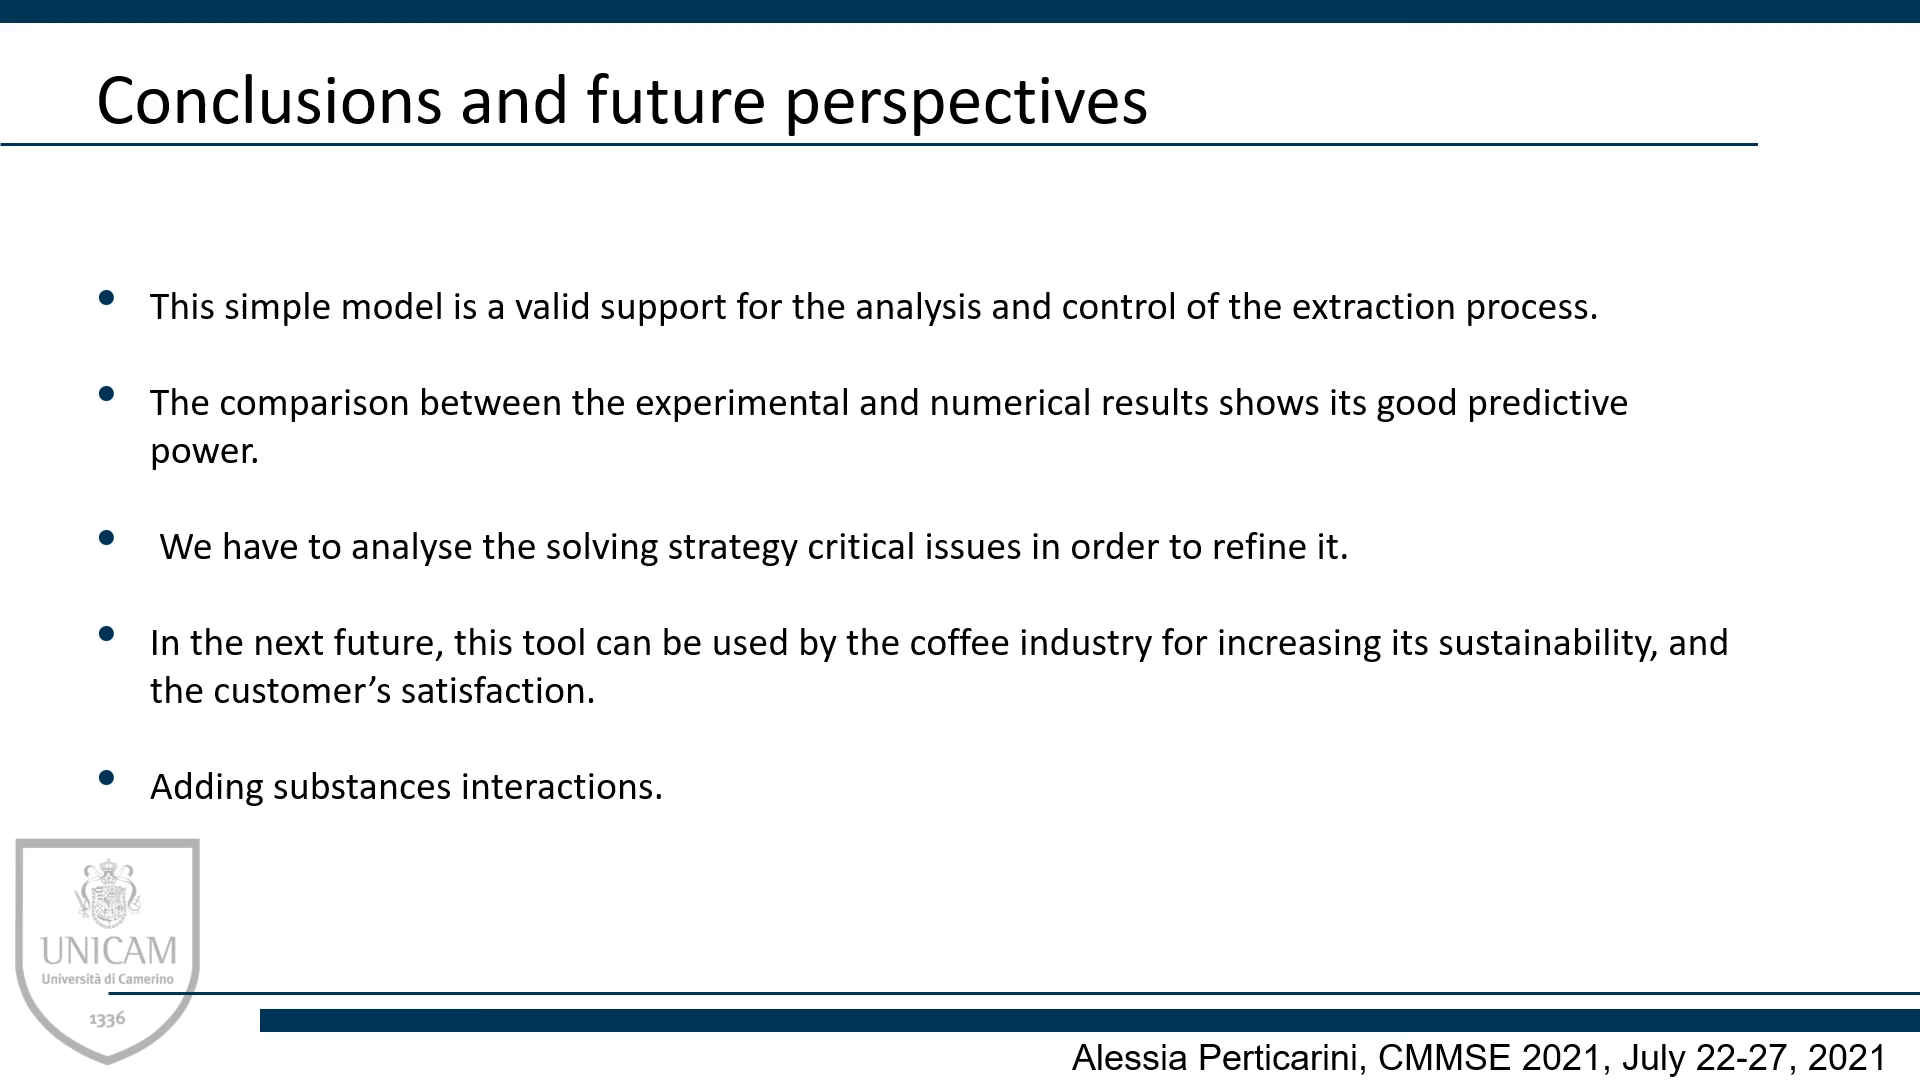 Conclusions and future perspectives
• This simple model is a valid support for the analysis and control of the extraction process.
• The comparison between the experimental and numerical results shows its good predictive
power.
• We have to analyse the solving strategy critical issues in order to refine it.
• In the next future, this tool can be used by the coffee industry for increasing its sustainability, and
the customer’s satisfaction.
• Adding substances interactions.
UNICAM
Università di Camerino
1336
Alessia Perticarini, CMMSE 2021, July 22-27, 2021